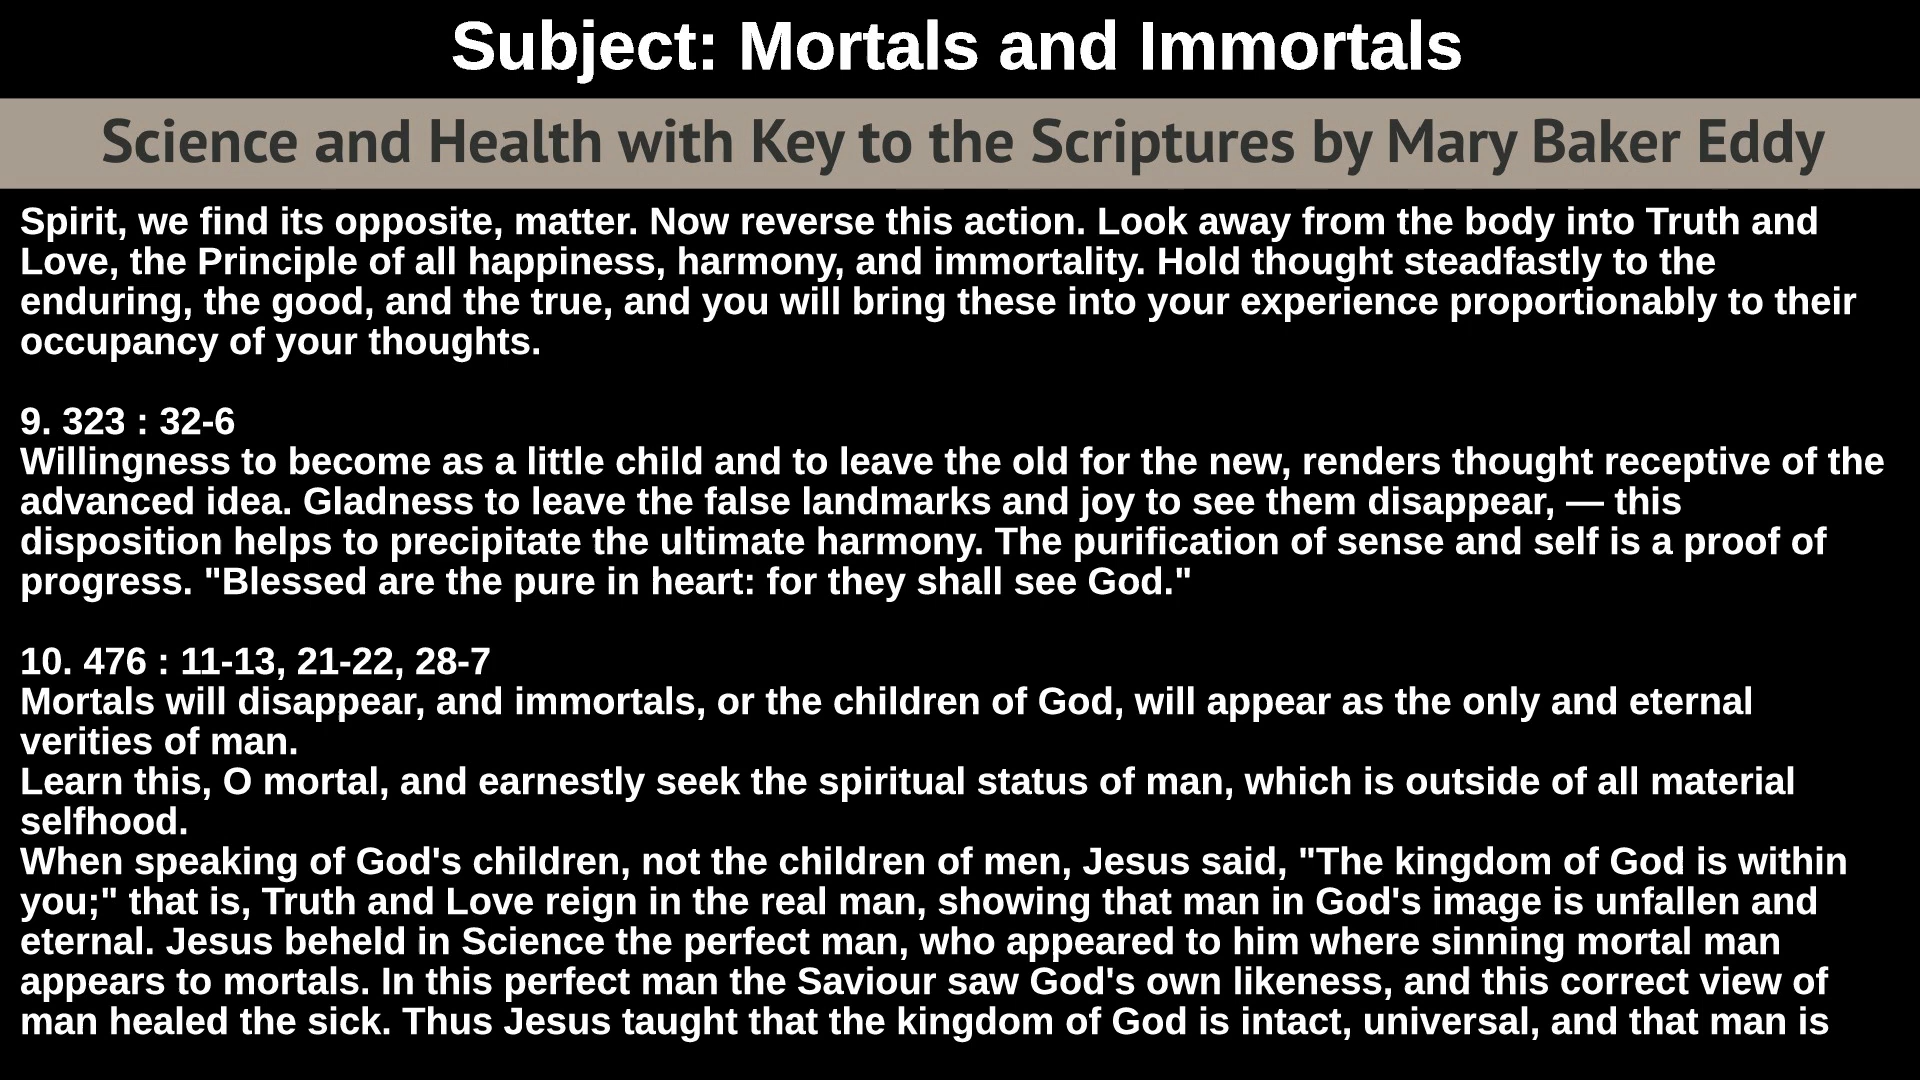 Subject: Mortals and Immortals
Science and Health with Key to the Scriptures by Mary Baker Eddy
Spirit, we find its opposite, matter. Now reverse this action. Look away from the body into Truth and
Love, the Principle of all happiness, harmony, and immortality. Hold thought steadfastly to the
enduring, the good, and the true, and you will bring these into your experience proportionably to their
occupancy of your thoughts.
9. 323 : 32-6
Willingness to become as a little child and to leave the old for the new, renders thought receptive of the
advanced idea. Gladness to leave the false landmarks and joy to see them disappear, — this
disposition helps to precipitate the ultimate harmony. The purification of sense and self is a proof of
progress. "Blessed are the pure in heart: for they shall see God."
10. 476 : 11-13, 21-22, 28-7
Mortals will disappear, and immortals, or the children of God, will appear as the only and eternal
verities of man.
Learn this, O mortal, and earnestly seek the spiritual status of man, which is outside of all material
selfhood.
When speaking of God's children, not the children of men, Jesus said, "The kingdom of God is within
you;" that is, Truth and Love reign in the real man, showing that man in God's image is unfallen and
eternal. Jesus beheld in Science the perfect man, who appeared to him where sinning mortal man
appears to mortals. In this perfect man the Saviour saw God's own likeness, and this correct view of
man healed the sick. Thus Jesus taught that the kingdom of God is intact, universal, and that man is